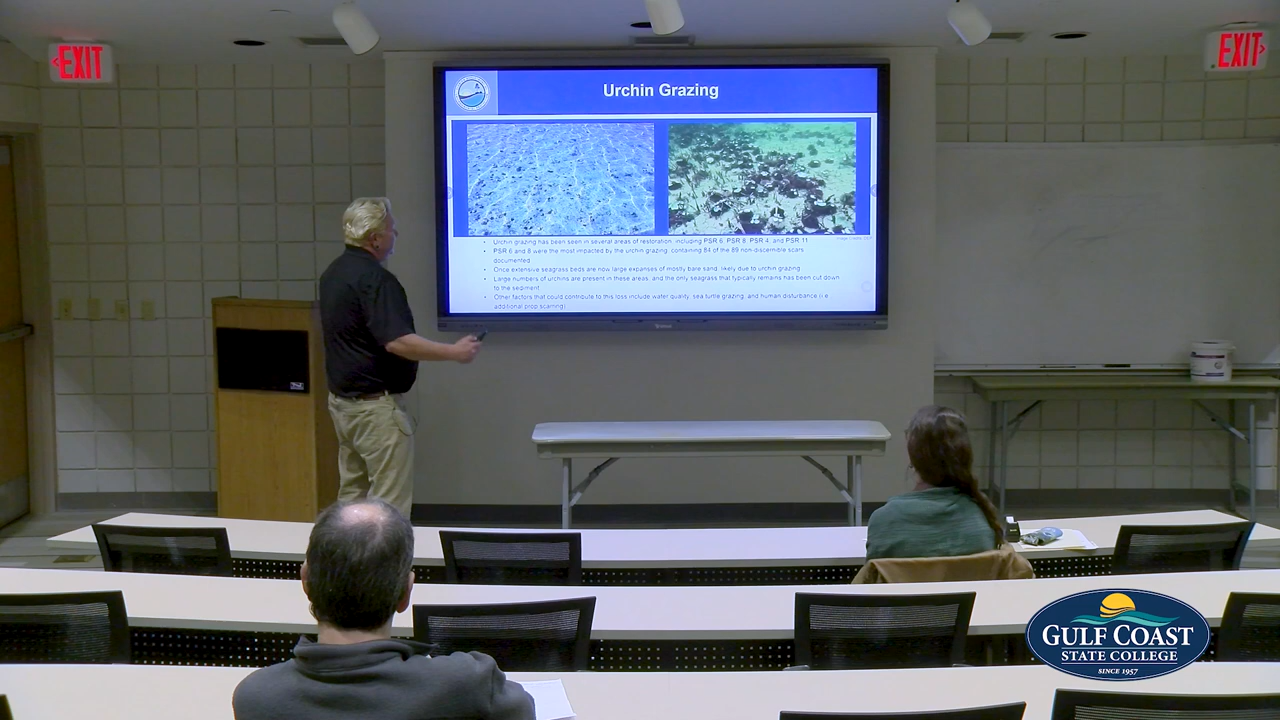 EXIT
EXIT
Urchin Grazing
Urchin grazing has been seen in several areas of restoration, including PSR 6, PSR 8, PSR 4, and PSR 11
PSR 6 and 8 were the most impacted by the urchin grazing, containing 84 of the 89 non-discernible scars
documented
Once extensive seagrass beds are now large expanses of mostly bare sand, likely due to urchin grazing
Large numbers of urchins are present in these areas, and the only seagrass that typically remains has been cut down
to the sediment
Other factors that could contribute to this loss include water quality, sea turtle grazing, and human disturbance (i.e.
additional prop scarring)
GULF COAST
STATE COLLEGE
SINCE 1957